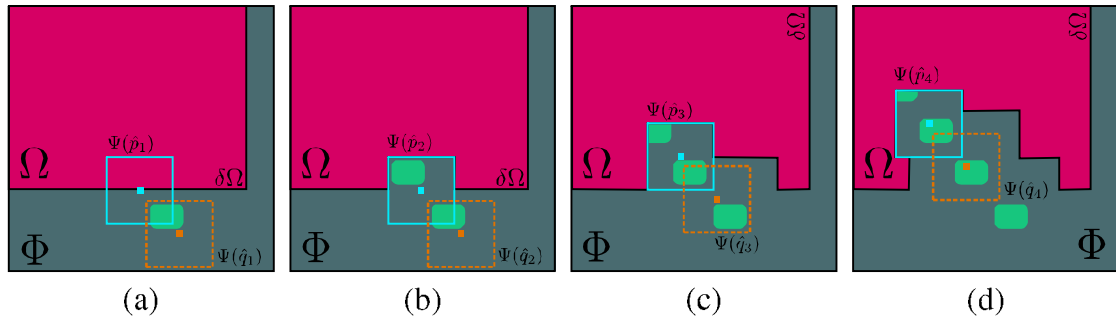 Ψ(p̂₁)
Ω
δΩ
Φ
Ψ(q̂₁)
(a)
Ψ(p̂₂)
Ω
δΩ
Φ
Ψ(q̂₂)
(b)
δΩ
Ψ(p̂₃)
Ω
Φ
Ψ(q̂₃)
(c)
δΩ
Ψ(p̂₄)
Ω
Ψ(q̂₄)
Φ
(d)